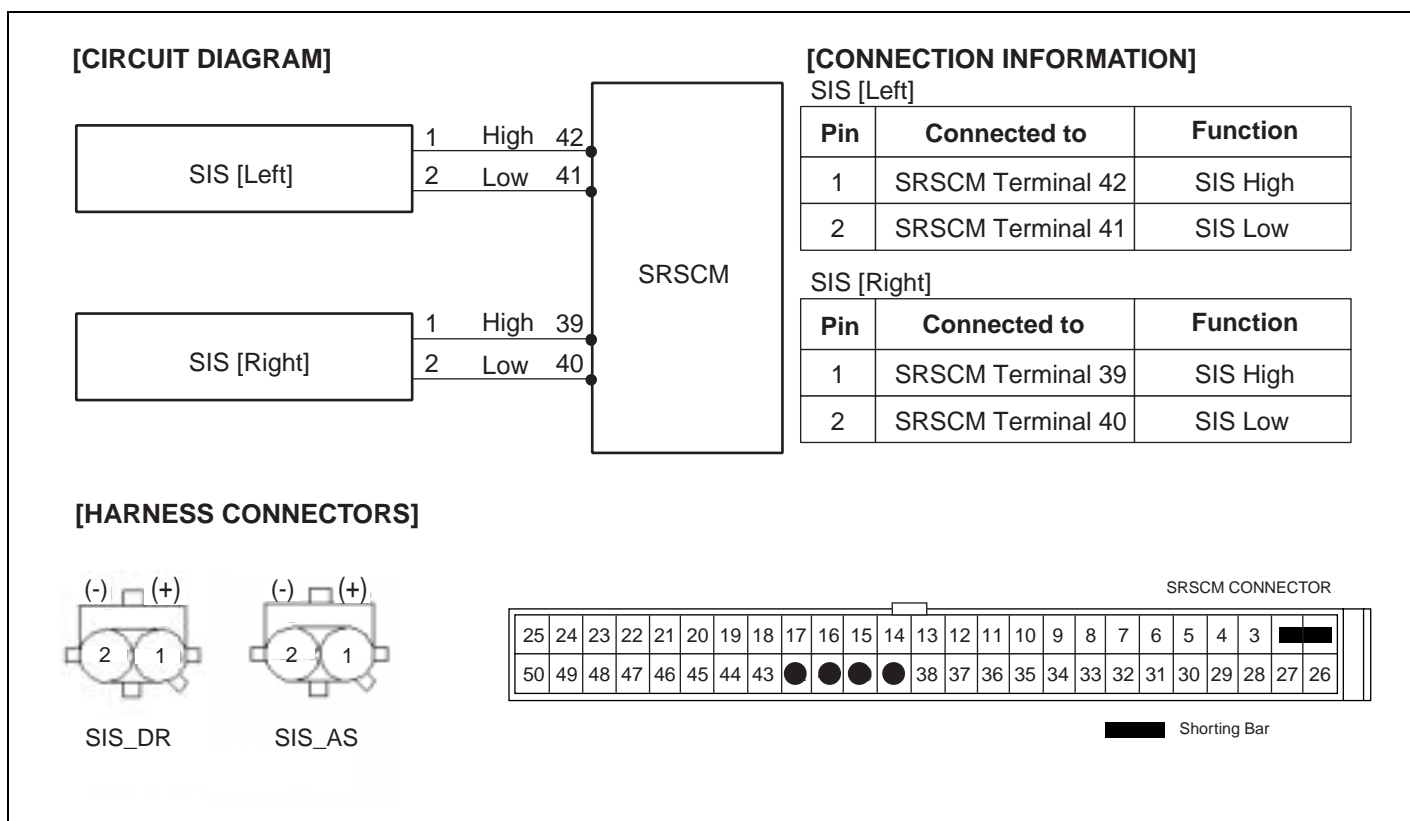 [CIRCUIT DIAGRAM]
SIS [Left]
1 High 42
2 Low 41
SRSCM
SIS [Right]
1 High 39
2 Low 40
[CONNECTION INFORMATION]
SIS [Left]
Pin Connected to Function
1 SRSCM Terminal 42 SIS High
2 SRSCM Terminal 41 SIS Low
SIS [Right]
Pin Connected to Function
1 SRSCM Terminal 39 SIS High
2 SRSCM Terminal 40 SIS Low
[HARNESS CONNECTORS]
(-) (+)
2 1
SIS_DR
(-) (+)
2 1
SIS_AS
SRSCM CONNECTOR
25 24 23 22 21 20 19 18 17 16 15 14 13 12 11 10 9 8 7 6 5 4 3
50 49 48 47 46 45 44 43 38 37 36 35 34 33 32 31 30 29 28 27 26
Shorting Bar